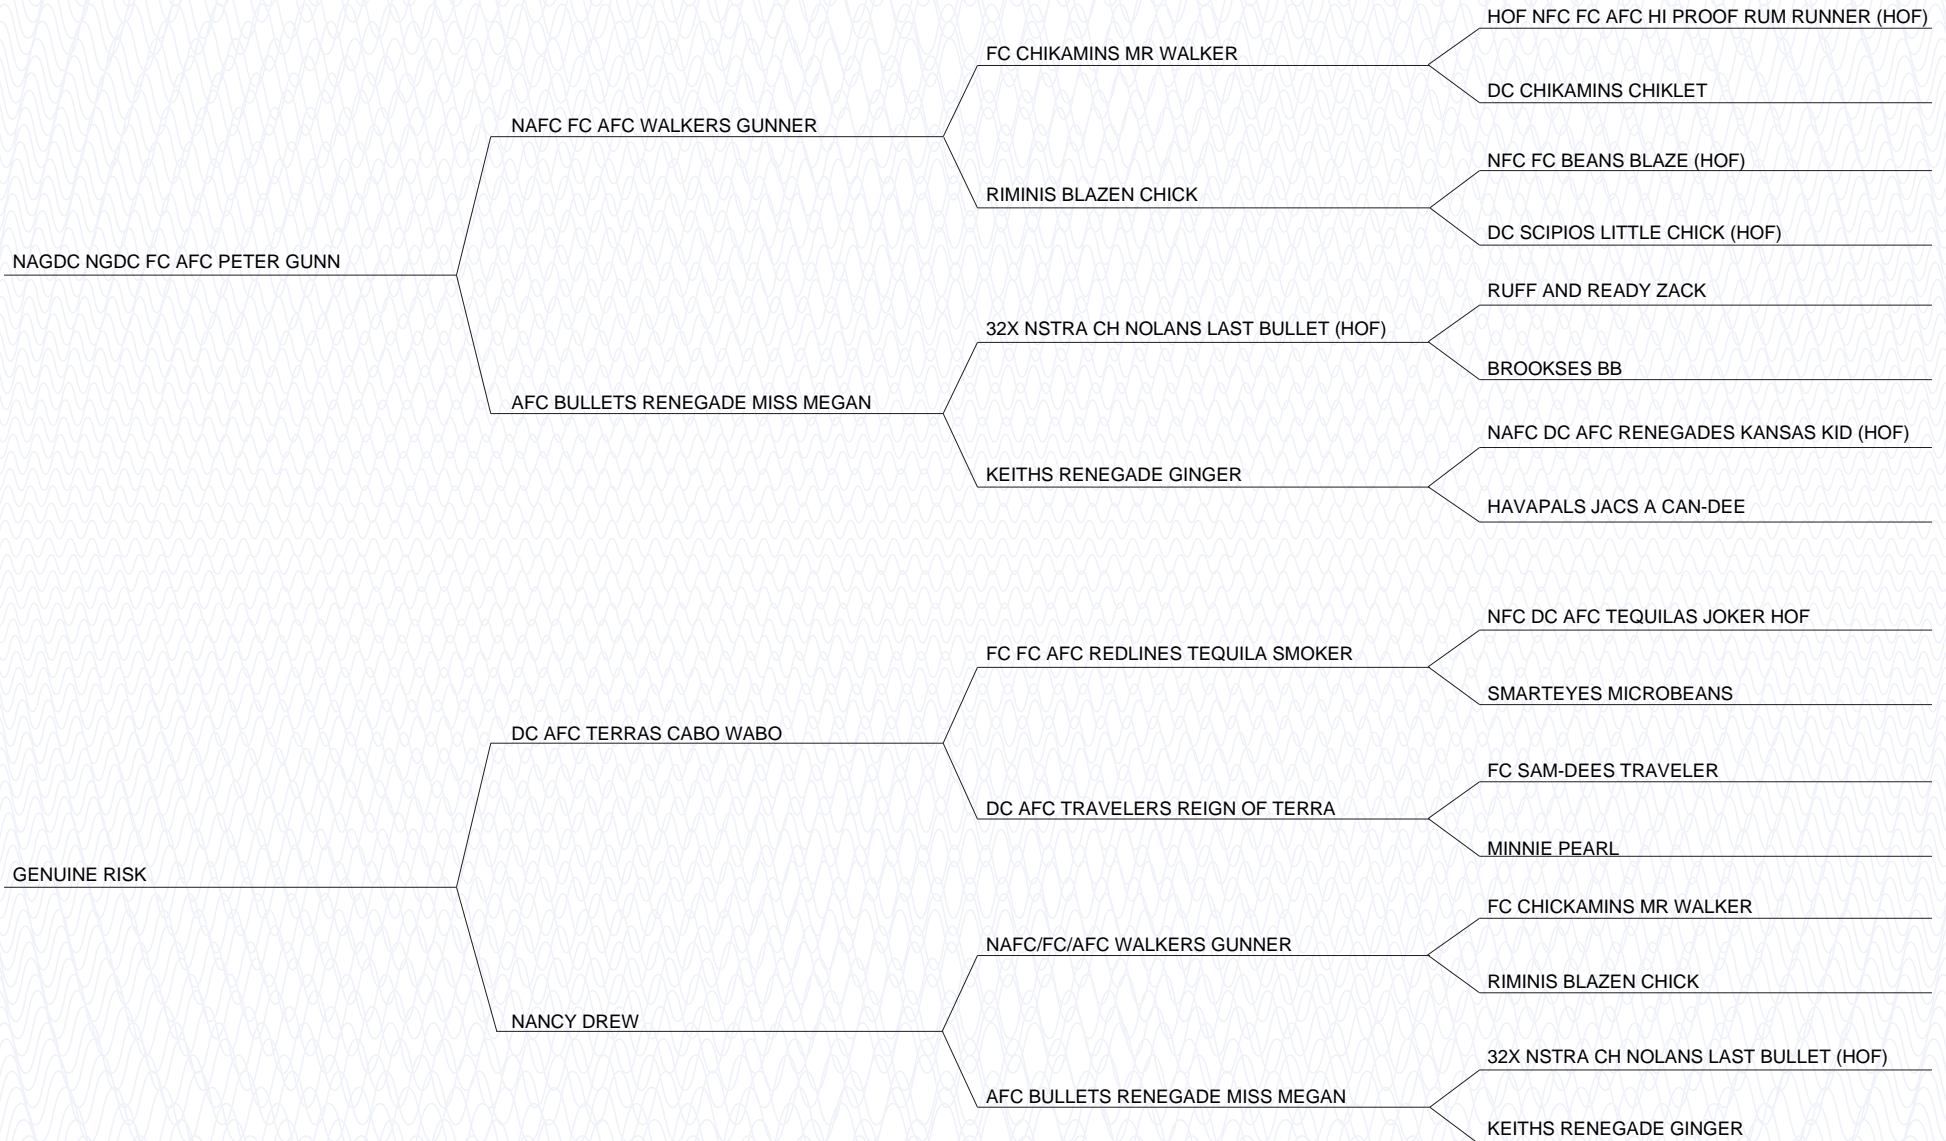 HOF NFC FC AFC HI PROOF RUM RUNNER (HOF)
FC CHIKAMINS MR WALKER
DC CHIKAMINS CHIKLET
NAFC FC AFC WALKERS GUNNER
NFC FC BEANS BLAZE (HOF)
RIMINIS BLAZEN CHICK
DC SCIPIOS LITTLE CHICK (HOF)
NAGDC NGDC FC AFC PETER GUNN
RUFF AND READY ZACK
32X NSTRA CH NOLANS LAST BULLET (HOF)
BROOKSES BB
AFC BULLETS RENEGADE MISS MEGAN
NAFC DC AFC RENEGADES KANSAS KID (HOF)
KEITHS RENEGADE GINGER
HAVAPALS JACS A CAN-DEE
NFC DC AFC TEQUILAS JOKER HOF
FC FC AFC REDLINES TEQUILA SMOKER
SMARTEYES MICROBEANS
DC AFC TERRAS CABO WABO
FC SAM-DEES TRAVELER
DC AFC TRAVELERS REIGN OF TERRA
MINNIE PEARL
GENUINE RISK
FC CHICKAMINS MR WALKER
NAFC/FC/AFC WALKERS GUNNER
RIMINIS BLAZEN CHICK
NANCY DREW
32X NSTRA CH NOLANS LAST BULLET (HOF)
AFC BULLETS RENEGADE MISS MEGAN
KEITHS RENEGADE GINGER